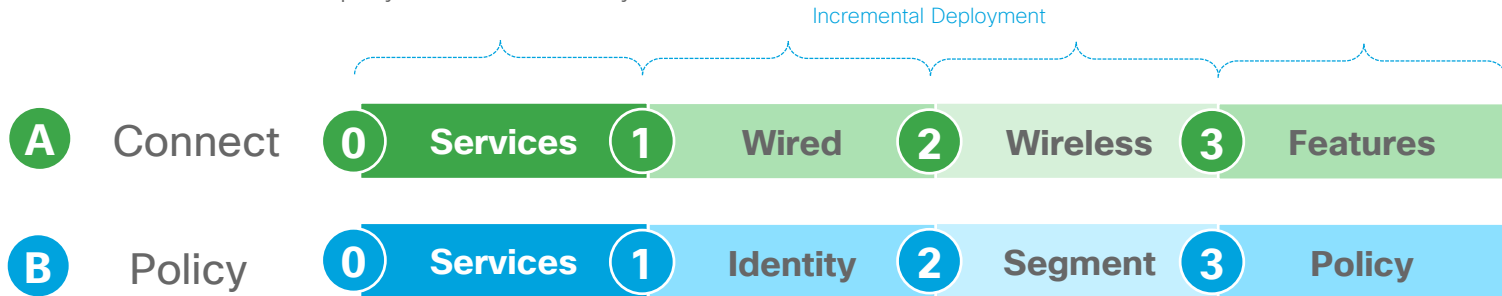 Incremental Deployment
A Connect 0 Services 1 Wired 2 Wireless 3 Features
B Policy 0 Services 1 Identity 2 Segment 3 Policy